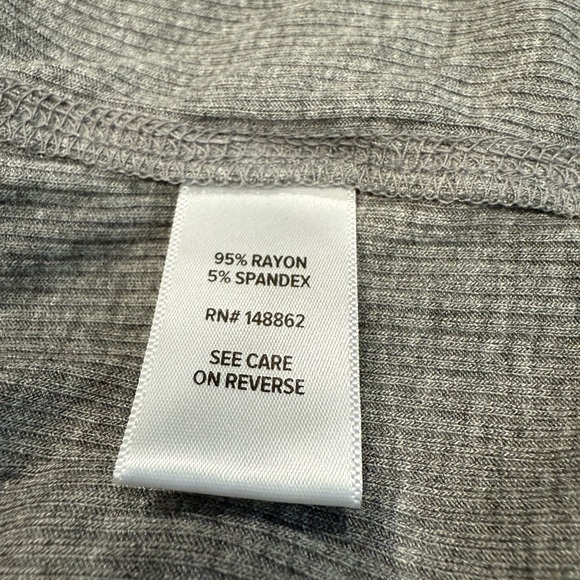 95% RAYON
5% SPANDEX
RN# 148862
SEE CARE
ON REVERSE